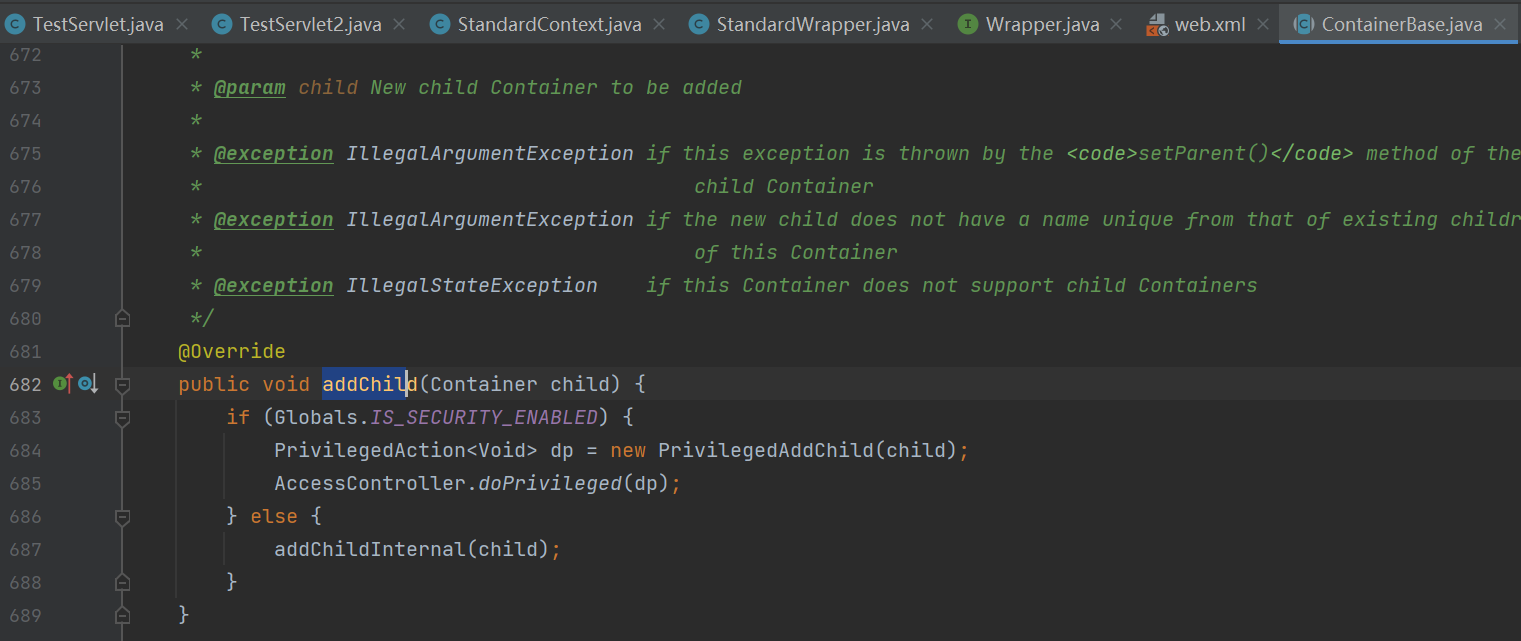 TestServlet.java TestServlet2.java StandardContext.java StandardWrapper.java Wrapper.java web.xml ContainerBase.java
672 *
673 * @param child New child Container to be added
674 *
675 * @exception IllegalArgumentException if this exception is thrown by the <code>setParent()</code> method of the
676 * child Container
677 * @exception IllegalArgumentException if the new child does not have a name unique from that of existing childr
678 * of this Container
679 * @exception IllegalStateException if this Container does not support child Containers
680 */
681 @Override
682 public void addChild(Container child) {
683 if (Globals.IS_SECURITY_ENABLED) {
684 PrivilegedAction<Void> dp = new PrivilegedAddChild(child);
685 AccessController.doPrivileged(dp);
686 } else {
687 addChildInternal(child);
688 }
689 }